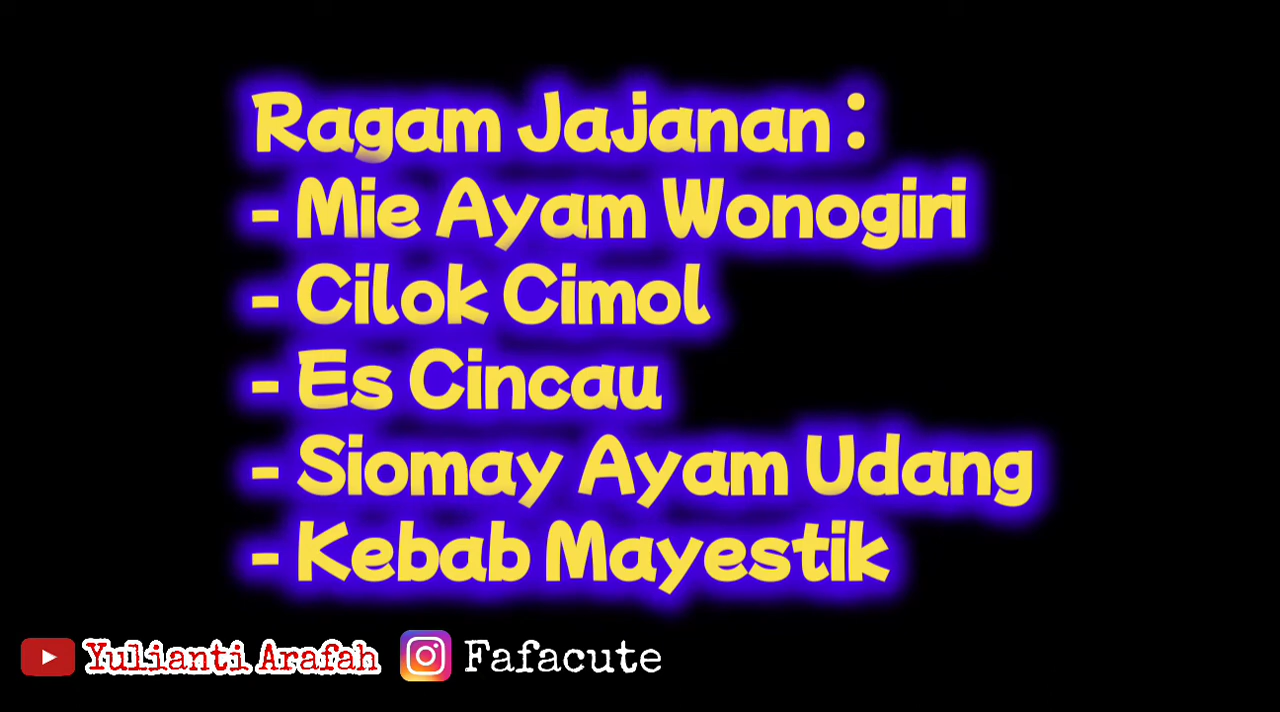 Ragam Jajanan :
- Mie Ayam Wonogiri
- Cilok Cimol
- Es Cincau
- Siomay Ayam Udang
- Kebab Mayestik
Yulianti Arafah Fafacute